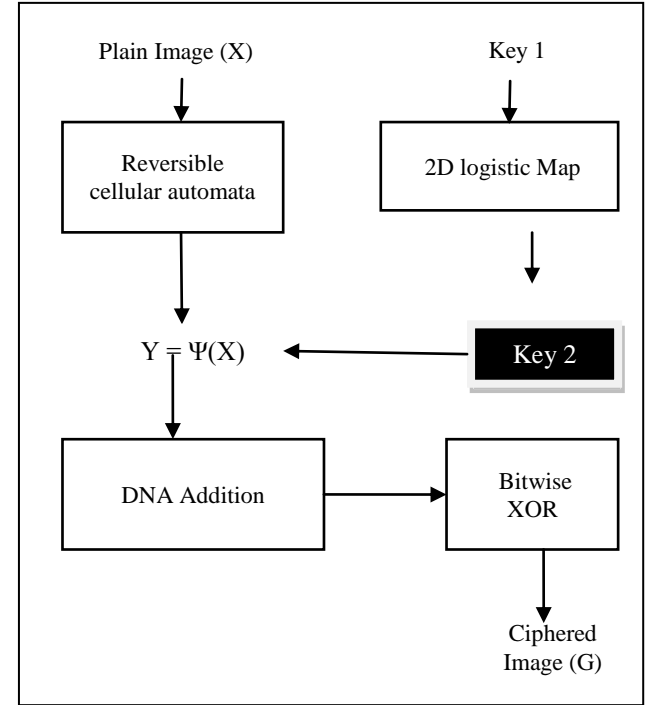 Plain Image (X)
Key 1
Reversible
cellular automata
2D logistic Map
Y = Ψ(X)
Key 2
DNA Addition
Bitwise
XOR
Ciphered
Image (G)